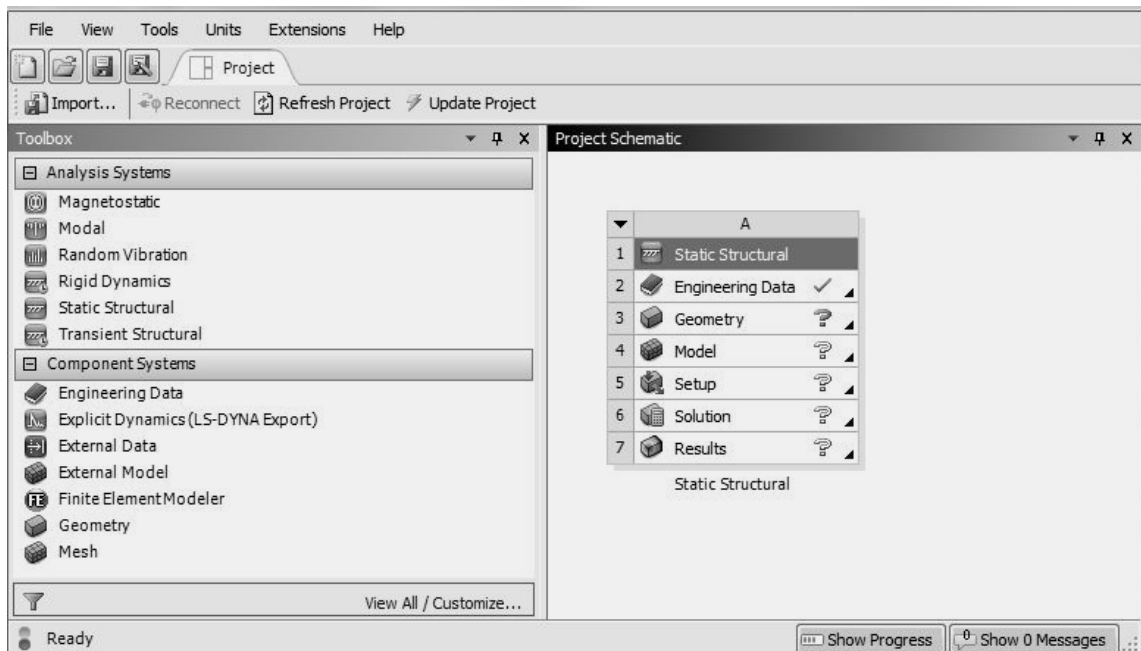 File View Tools Units Extensions Help
Project
Import... Reconnect Refresh Project Update Project
Toolbox
Analysis Systems
Magnetostatic
Modal
Random Vibration
Rigid Dynamics
Static Structural
Transient Structural
Component Systems
Engineering Data
Explicit Dynamics (LS-DYNA Export)
External Data
External Model
Finite Element Modeler
Geometry
Mesh
View All / Customize...
Project Schematic
A
1 Static Structural
2 Engineering Data
3 Geometry ?
4 Model ?
5 Setup ?
6 Solution ?
7 Results ?
Static Structural
Ready
Show Progress
0 Show 0 Messages